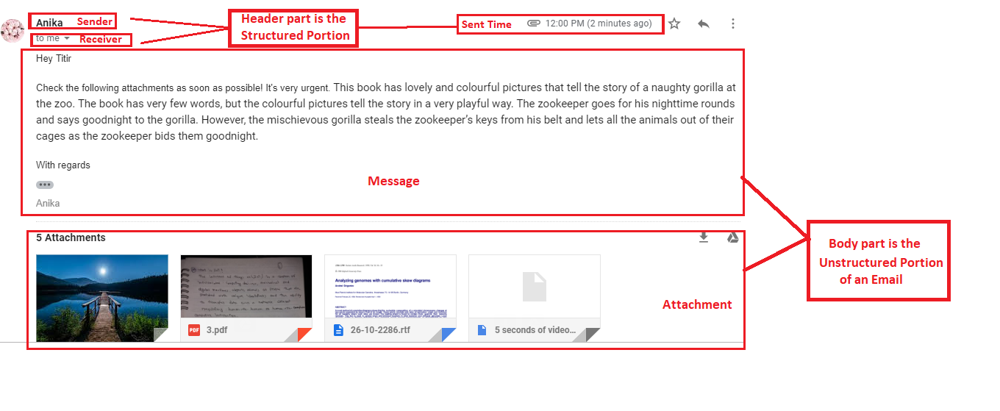 Anika Sender
to me Receiver
Header part is the
Structured Portion
Sent Time 12:00 PM (2 minutes ago)
Hey Titir
Check the following attachments as soon as possible! It's very urgent. This book has lovely and colourful pictures that tell the story of a naughty gorilla at
the zoo. The book has very few words, but the colourful pictures tell the story in a very playful way. The zookeeper goes for his nighttime rounds
and says goodnight to the gorilla. However, the mischievous gorilla steals the zookeeper’s keys from his belt and lets all the animals out of their
cages as the zookeeper bids them goodnight.
With regards
Message
Anika
Body part is the
Unstructured Portion
of an Email
5 Attachments
Analyzing genomes with cumulative skew diagrams
ABSTRACT
Attachment
PDF 3.pdf
26-10-2286.rtf
5 seconds of video...